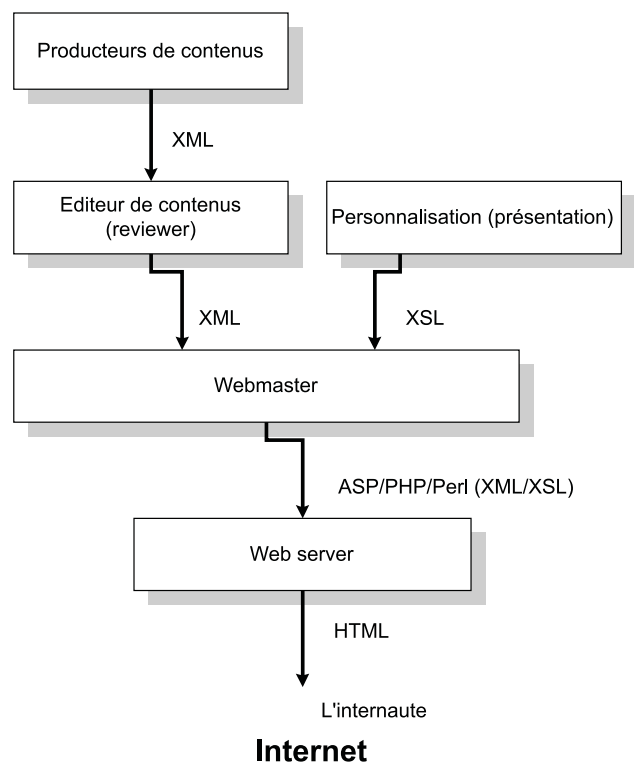 Producteurs de contenus
XML
Editeur de contenus
(reviewer)
Personnalisation (présentation)
XML
XSL
Webmaster
ASP/PHP/Perl (XML/XSL)
Web server
HTML
L'internaute
Internet